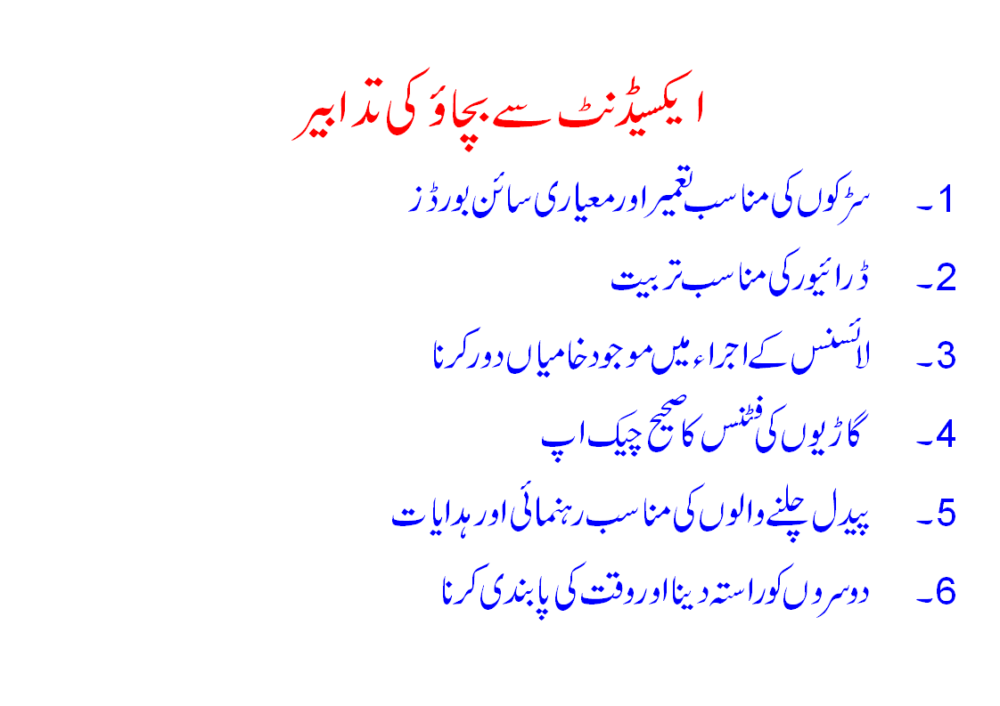 ایکسیڈنٹ سے بچاؤ کی تدابیر
1۔ سڑکوں کی مناسب تعمیر اور معیاری سائن بورڈز
2۔ ڈرائیور کی مناسب تربیت
3۔ لائسنس کے اجراء میں موجود خامیاں دور کرنا
4۔ گاڑیوں کی فٹنس کا صحیح چیک اپ
5۔ پیدل چلنے والوں کی مناسب رہنمائی اور ہدایات
6۔ دوسروں کو راستہ دینا اور وقت کی پابندی کرنا